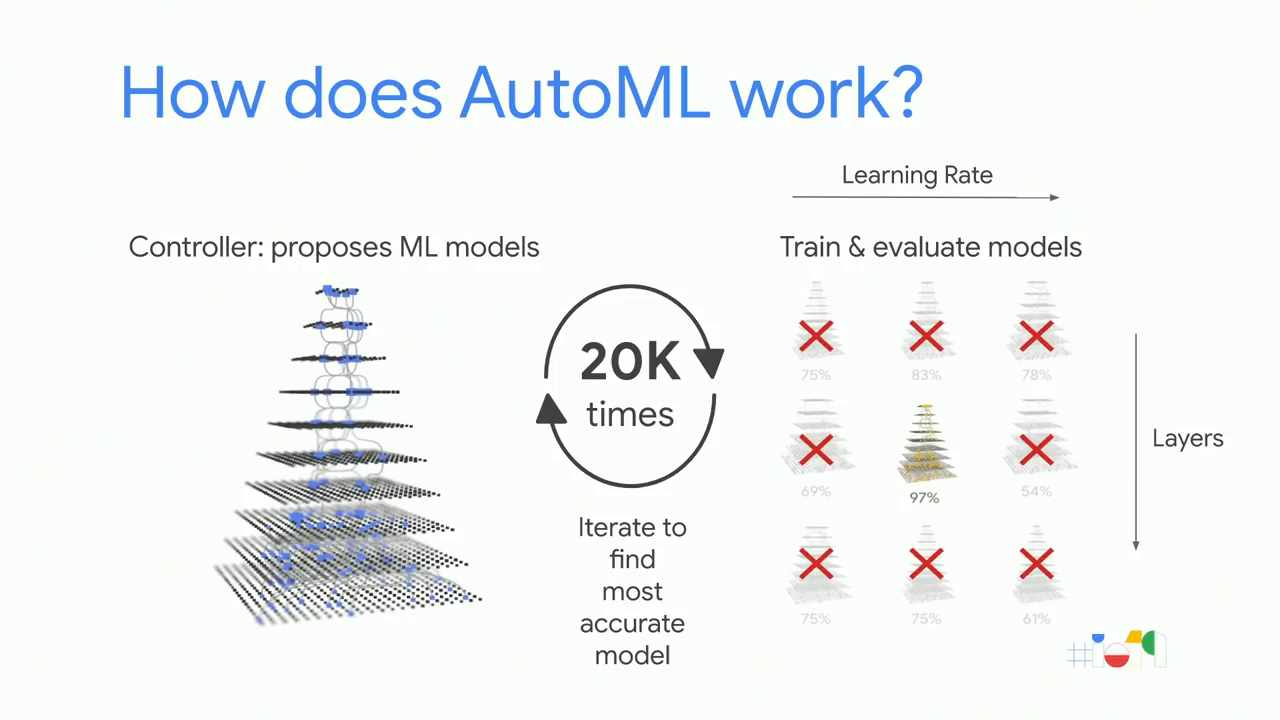 How does AutoML work?
Learning Rate
Controller: proposes ML models
Train & evaluate models
20K
times
Iterate to
find
most
accurate
model
75%
83%
78%
69%
97%
54%
75%
75%
61%
Layers
#io19